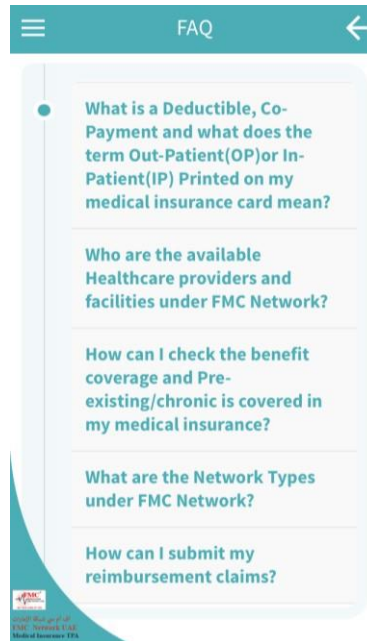 FAQ
What is a Deductible, Co-
Payment and what does the
term Out-Patient(OP)or In-
Patient(IP) Printed on my
medical insurance card mean?
Who are the available
Healthcare providers and
facilities under FMC Network?
How can I check the benefit
coverage and Pre-
existing/chronic is covered in
my medical insurance?
What are the Network Types
under FMC Network?
How can I submit my
reimbursement claims?
FMC
FMC Network UAE
Medical Insurance TPA